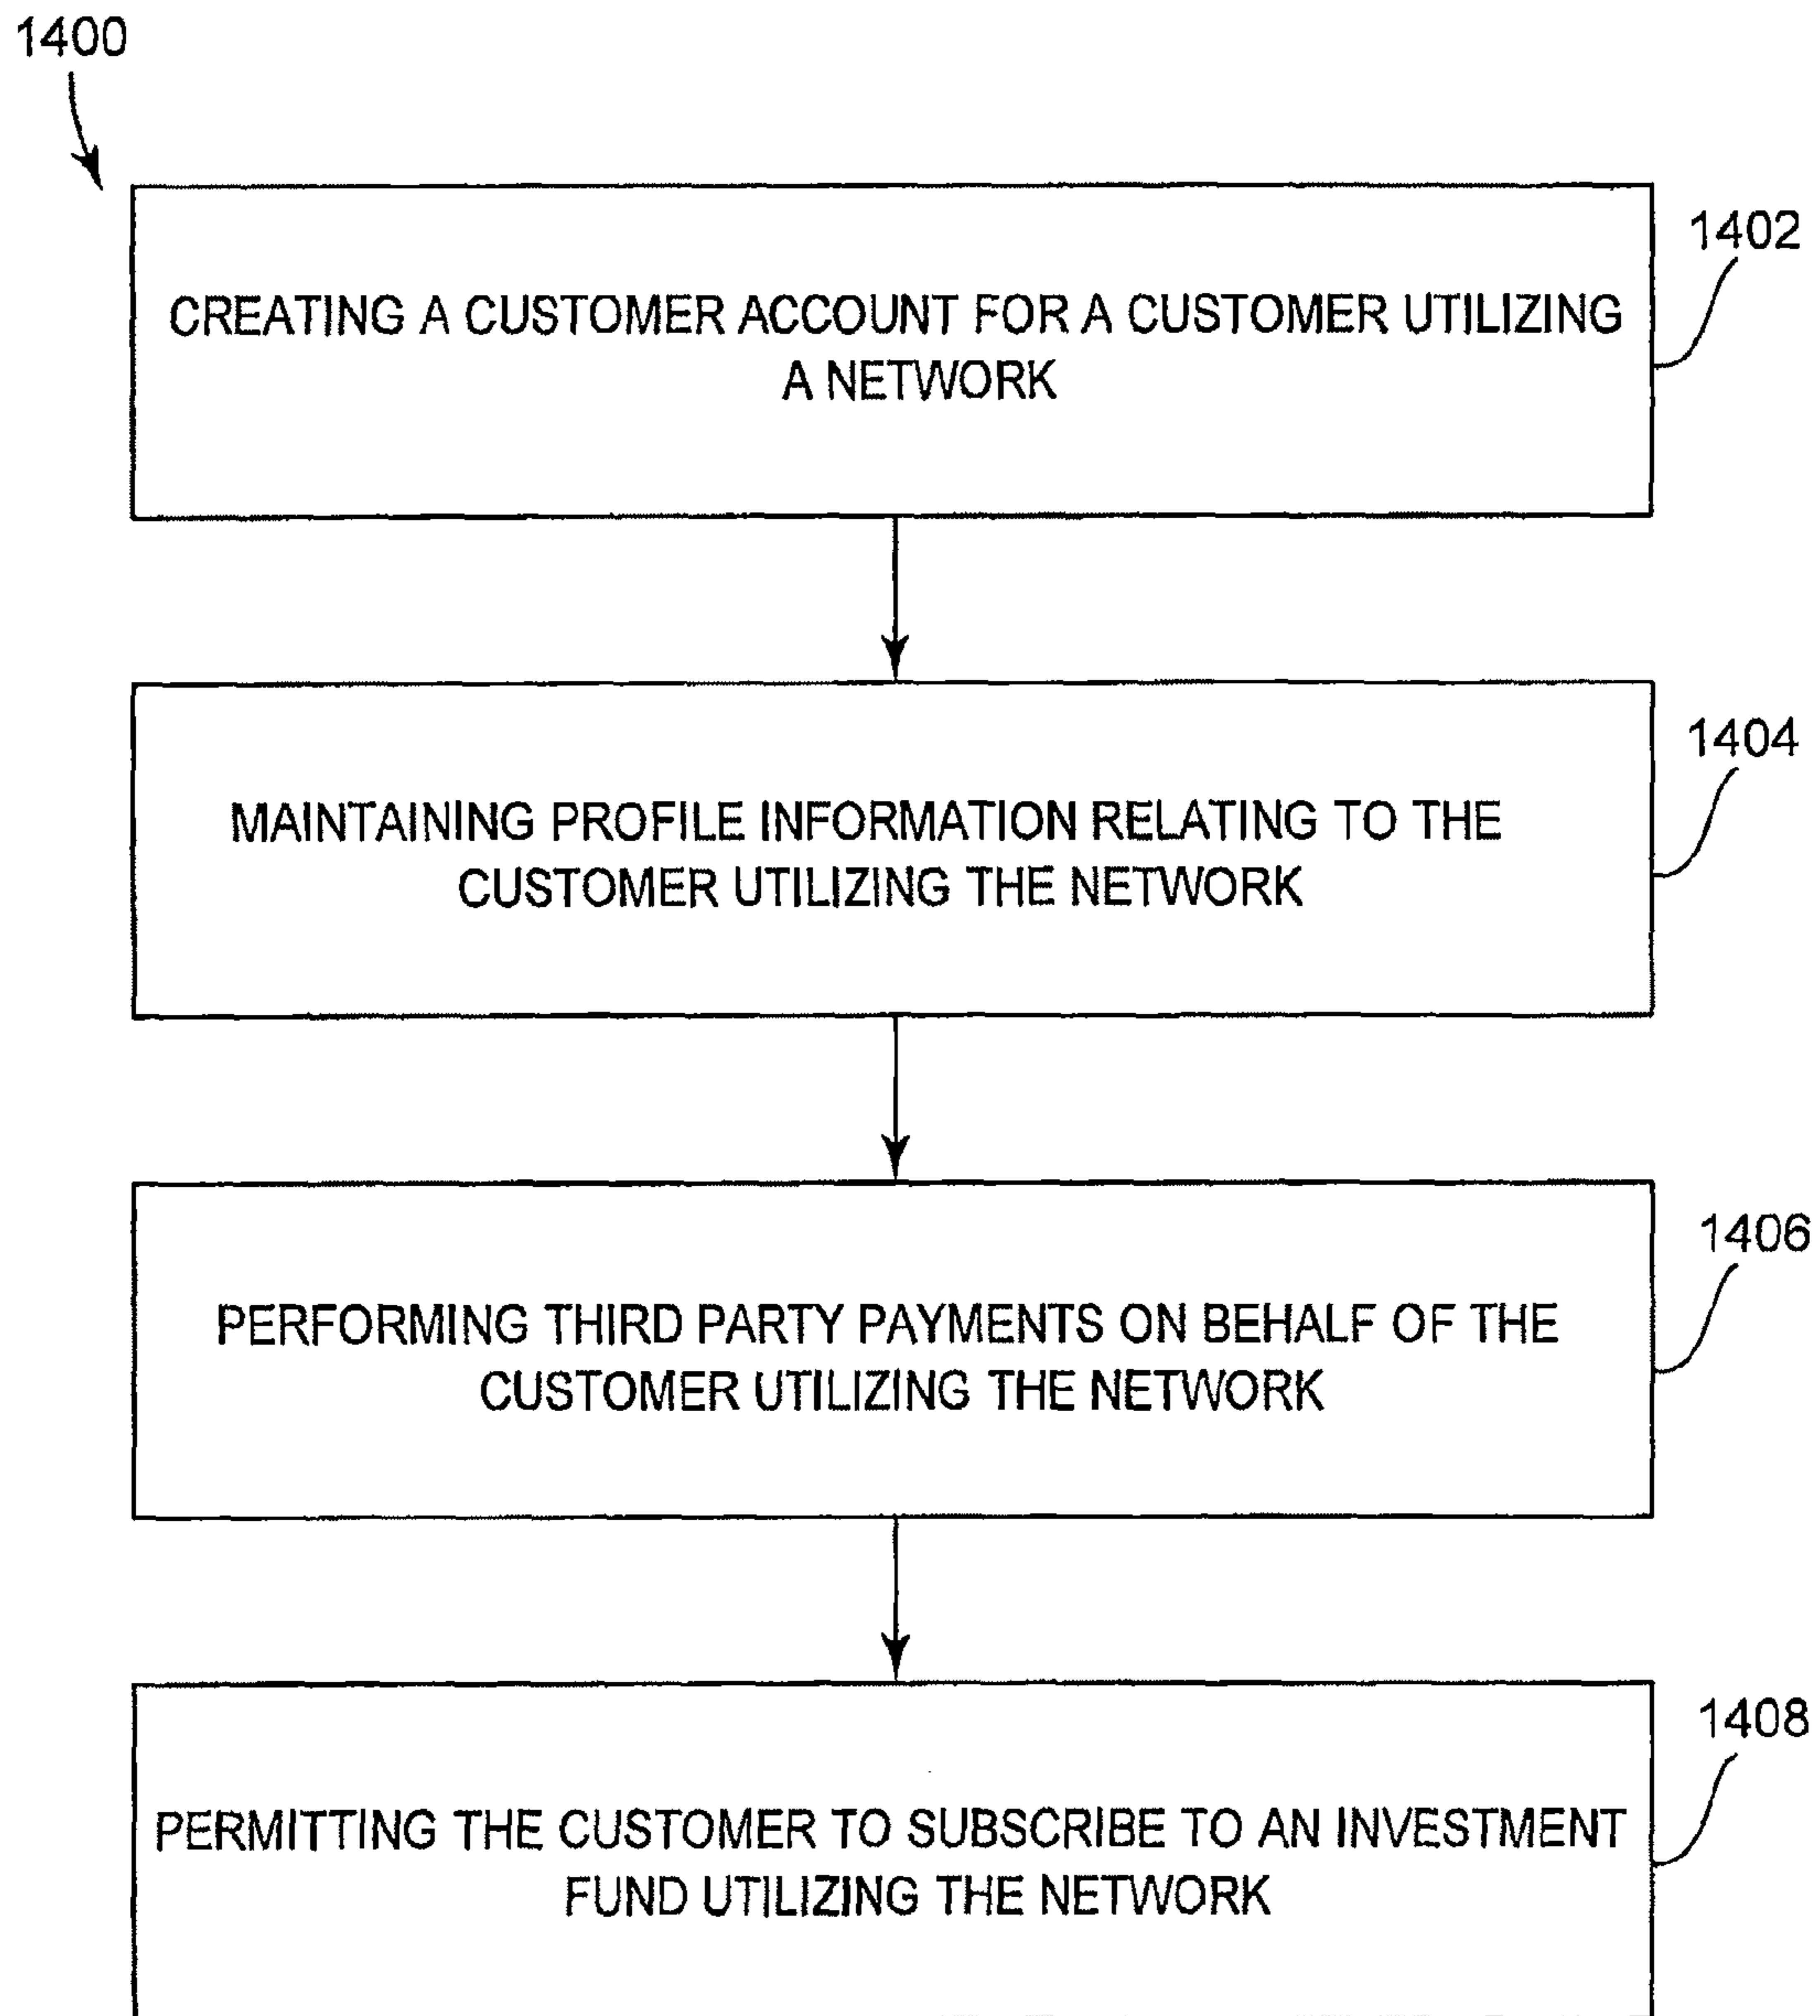 1400
1402
CREATING A CUSTOMER ACCOUNT FOR A CUSTOMER UTILIZING
A NETWORK
1404
MAINTAINING PROFILE INFORMATION RELATING TO THE
CUSTOMER UTILIZING THE NETWORK
1406
PERFORMING THIRD PARTY PAYMENTS ON BEHALF OF THE
CUSTOMER UTILIZING THE NETWORK
1408
PERMITTING THE CUSTOMER TO SUBSCRIBE TO AN INVESTMENT
FUND UTILIZING THE NETWORK